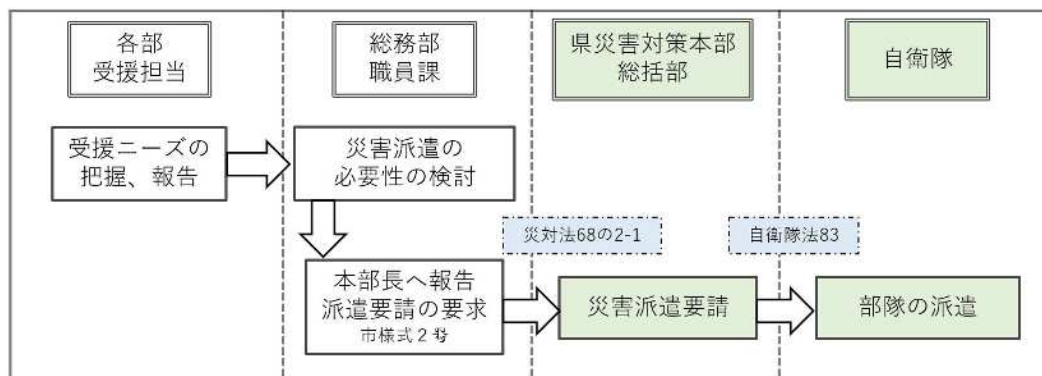 各部
受援担当
総務部
職員課
県災害対策本部
総括部
自衛隊
受援ニーズの
把握、報告
災害派遣の
必要性の検討
災対法68の2-1
自衛隊法83
本部長へ報告
派遣要請の要求
市様式2号
災害派遣要請
部隊の派遣